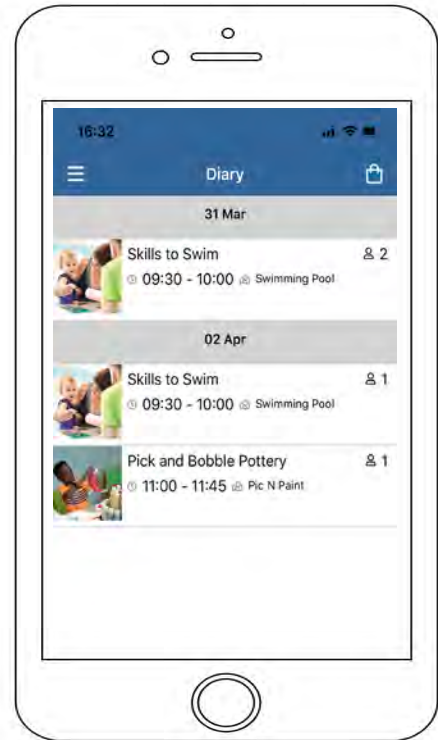 16:32
Diary
31 Mar
Skills to Swim 2
09:30 - 10:00 Swimming Pool
02 Apr
Skills to Swim 1
09:30 - 10:00 Swimming Pool
Pick and Bobble Pottery 1
11:00 - 11:45 Pic N Paint